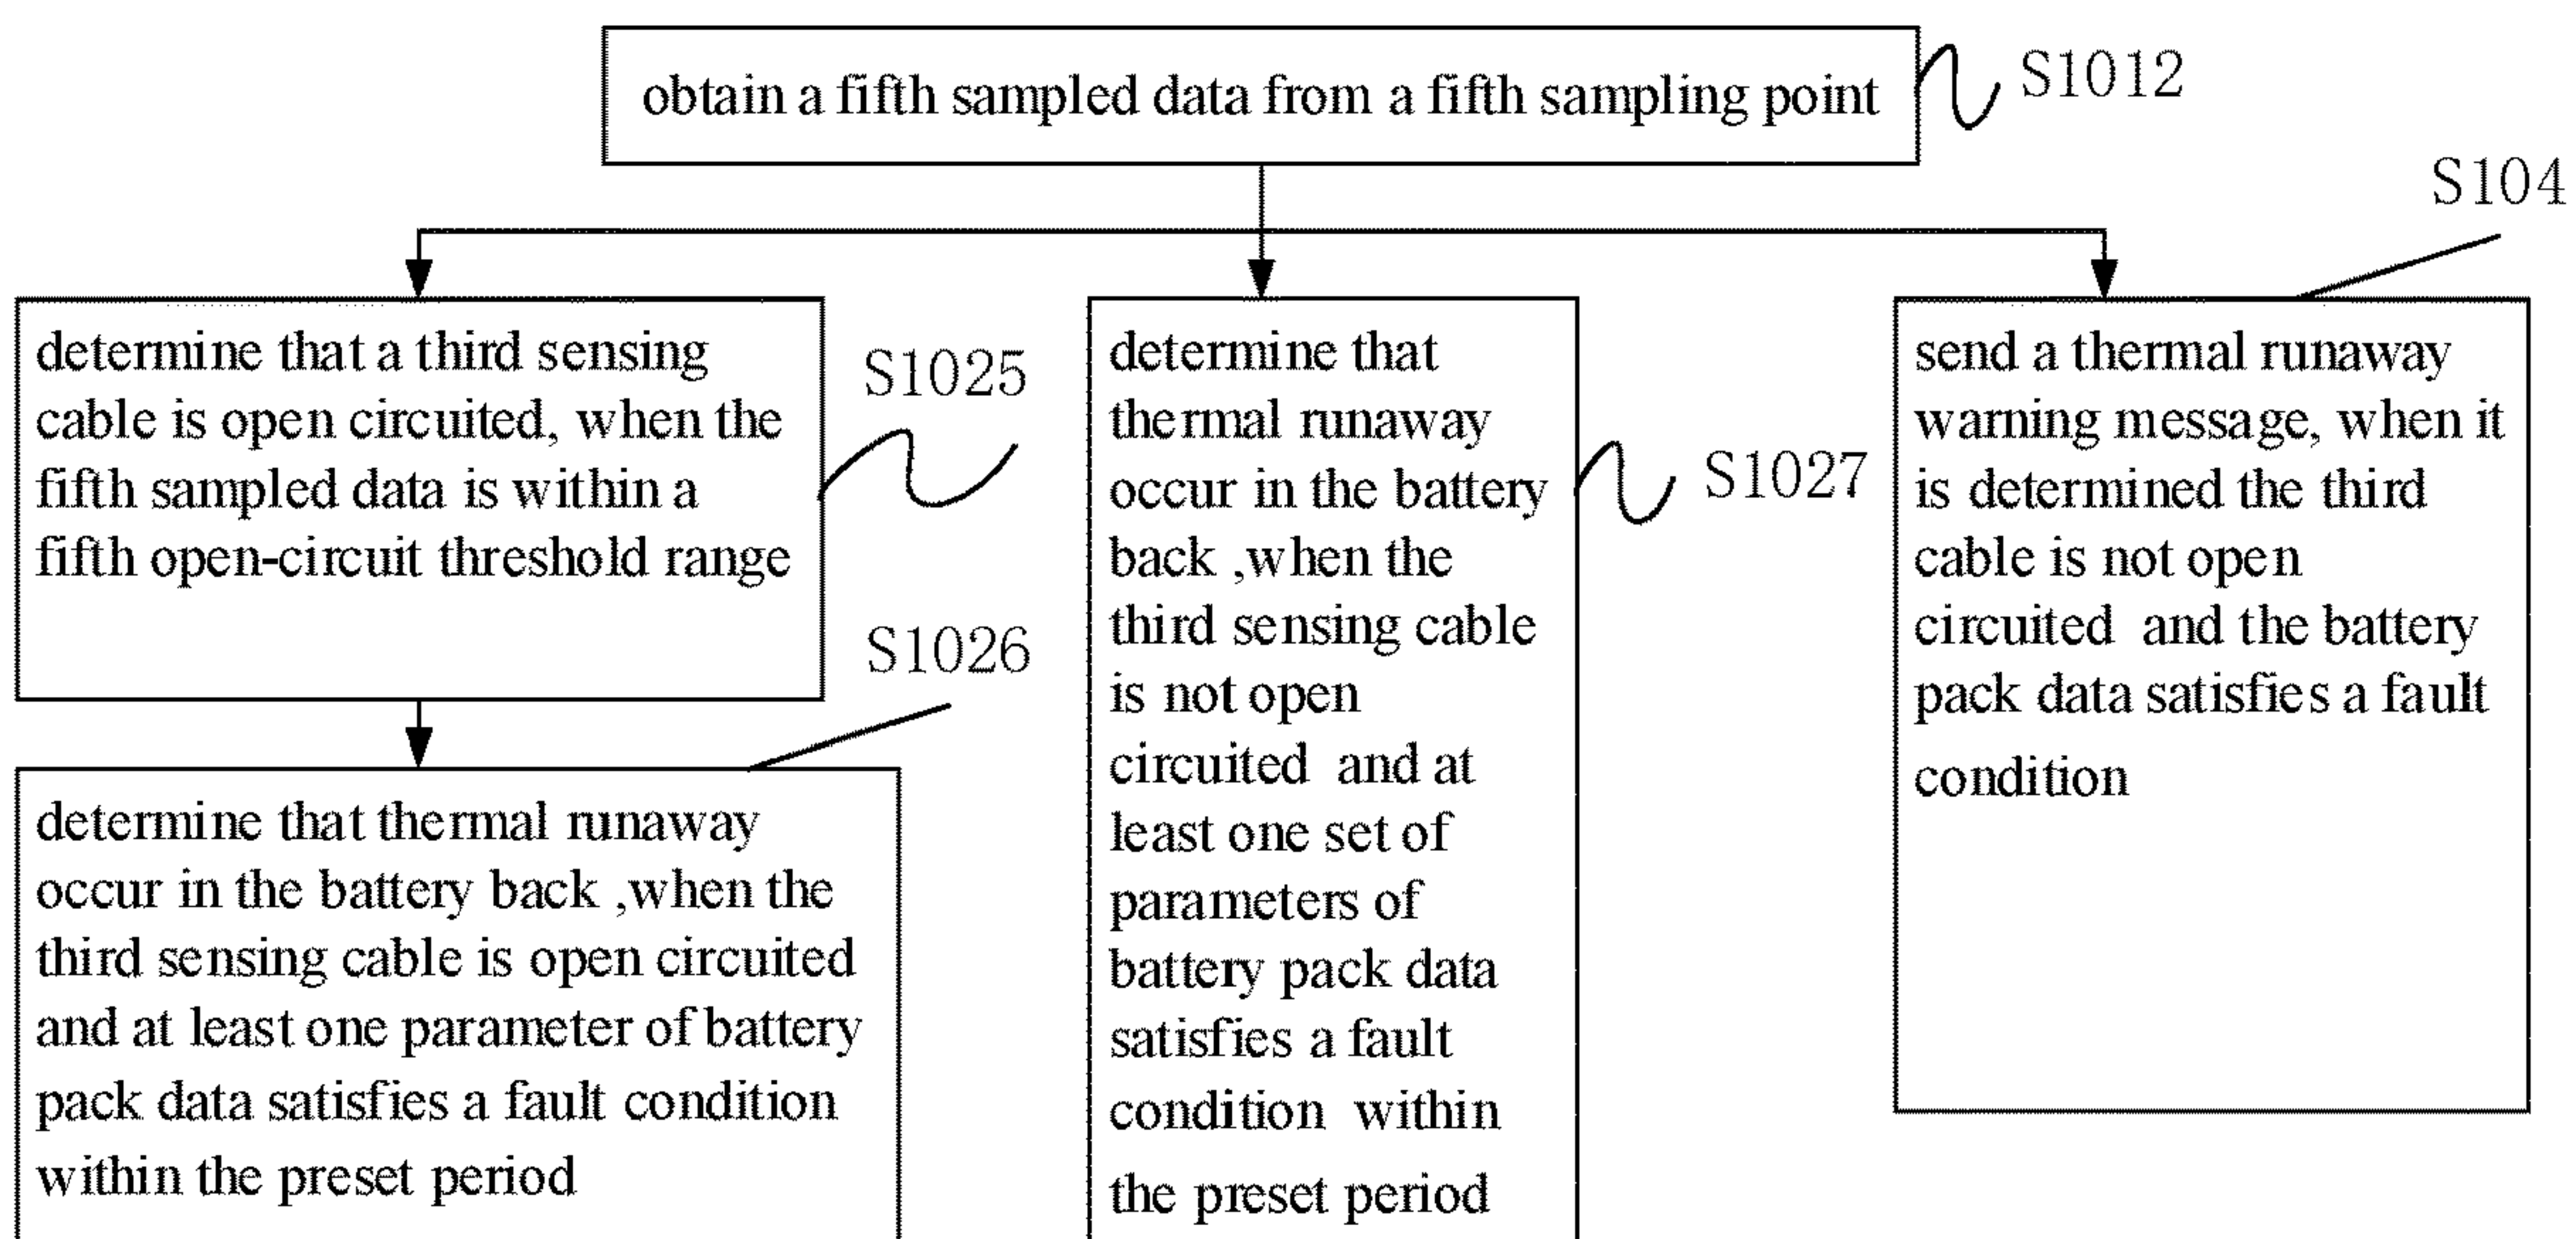 obtain a fifth sampled data from a fifth sampling point
S1012
S104
determine that a third sensing
cable is open circuited, when the
fifth sampled data is within a
fifth open-circuit threshold range
S1025
S1026
determine that thermal runaway
occur in the battery back ,when the
third sensing cable is open circuited
and at least one parameter of battery
pack data satisfies a fault condition
within the preset period
determine that
thermal runaway
occur in the battery
back ,when the
third sensing cable
is not open
circuited and at
least one set of
parameters of
battery pack data
satisfies a fault
condition within
the preset period
S1027
send a thermal runaway
warning message, when it
is determined the third
cable is not open
circuited and the battery
pack data satisfies a fault
condition